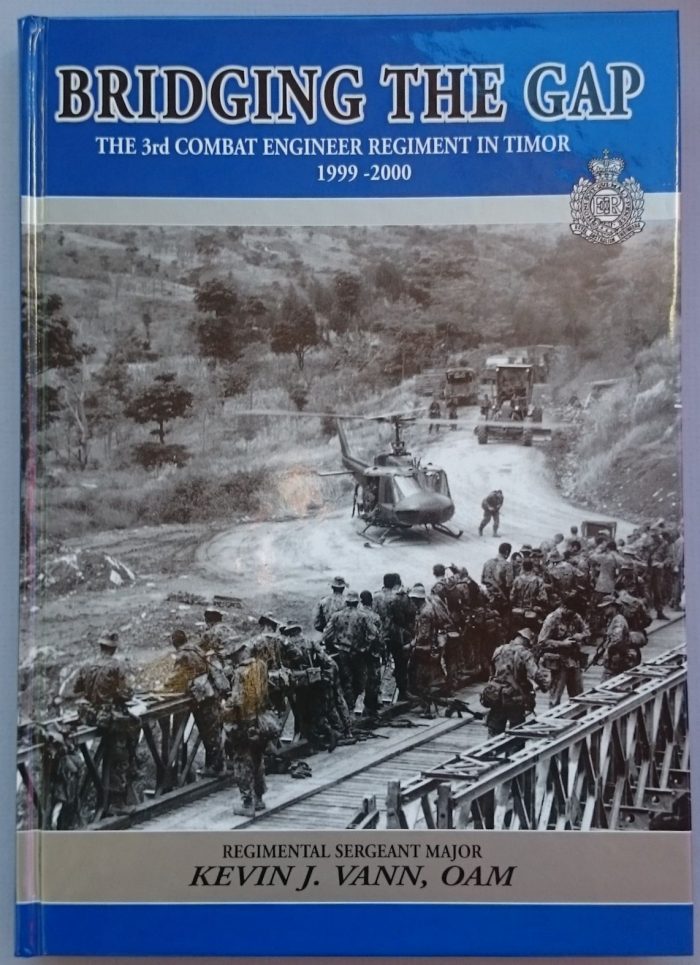 BRIDGING THE GAP
THE 3rd COMBAT ENGINEER REGIMENT IN TIMOR
1999 -2000
REGIMENTAL SERGEANT MAJOR
KEVIN J. VANN, OAM